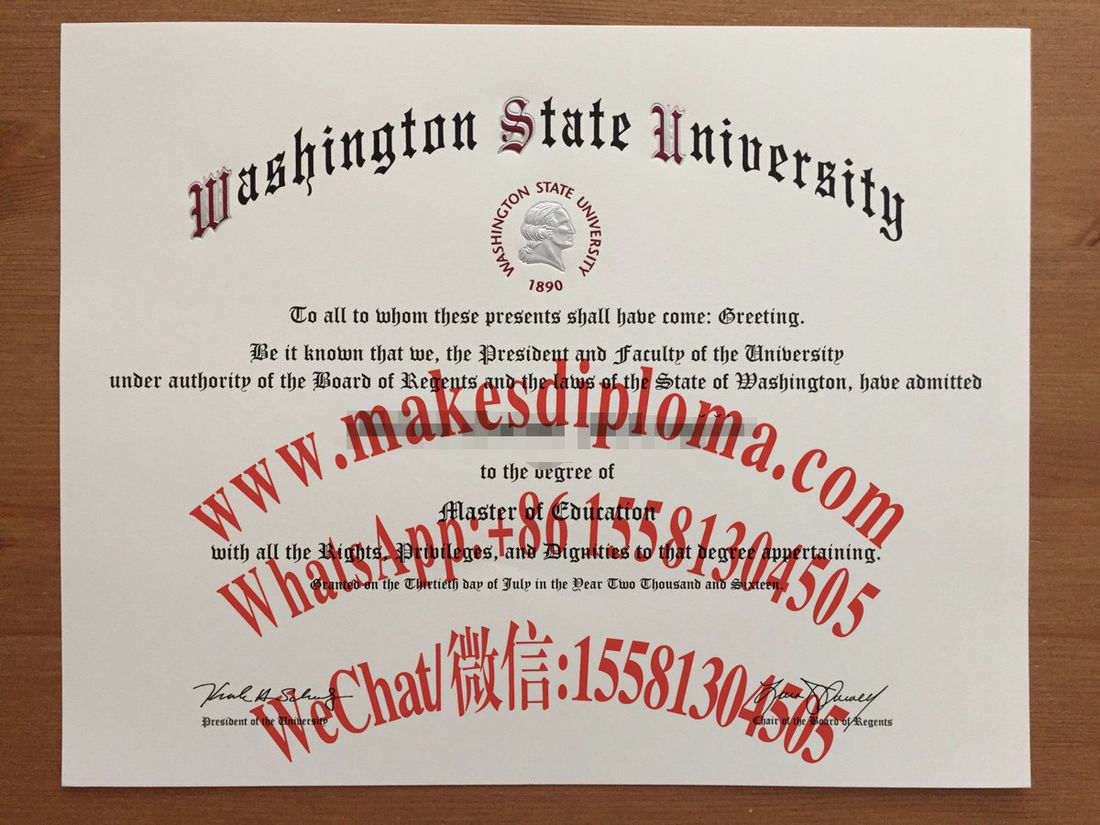 Washington State University
WASHINGTON STATE UNIVERSITY
1890
To all to whom these presents shall have come: Greeting.
Be it known that we, the President and Faculty of the University
under authority of the Board of Regents and the laws of the State of Washington, have admitted
www.makesdiploma.com
to the degree of
Master of Education
WhatsApp:+86 15581304505
with all the Rights, Privileges, and Dignities to that degree appertaining.
Granted on the Thirtieth day of July in the Year Two Thousand and Sixteen.
WeChat/微信:15581304505
President of the University
Chair of the Board of Regents